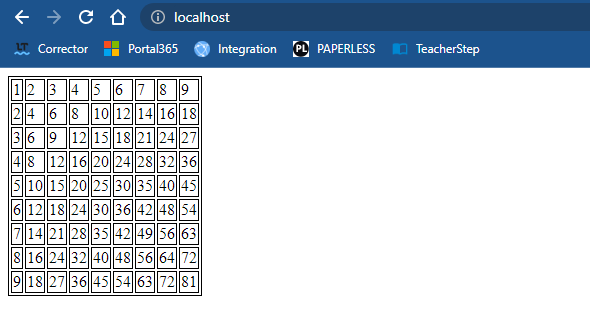 localhost
LT Corrector Portal365 Integration PL PAPERLESS TeacherStep
1 2 3 4 5 6 7 8 9
2 4 6 8 10 12 14 16 18
3 6 9 12 15 18 21 24 27
4 8 12 16 20 24 28 32 36
5 10 15 20 25 30 35 40 45
6 12 18 24 30 36 42 48 54
7 14 21 28 35 42 49 56 63
8 16 24 32 40 48 56 64 72
9 18 27 36 45 54 63 72 81